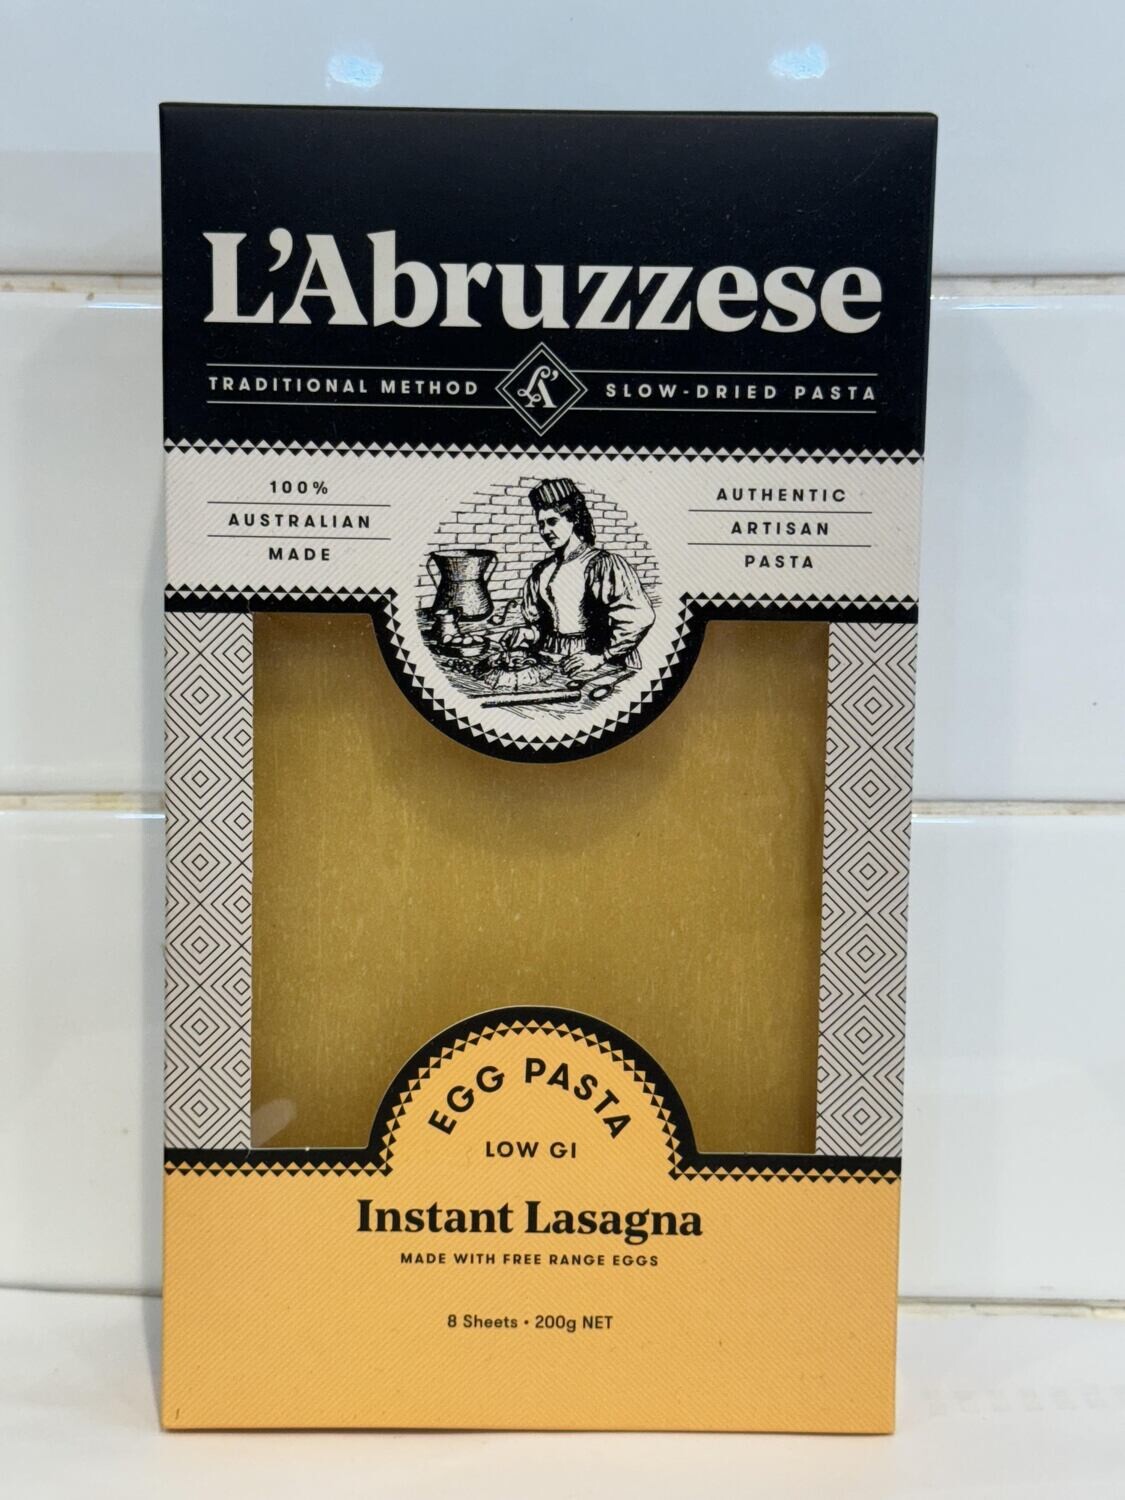 L'Abruzzese
TRADITIONAL METHOD LA' SLOW-DRIED PASTA
100%
AUSTRALIAN
MADE
AUTHENTIC
ARTISAN
PASTA
EGG PASTA
LOW GI
Instant Lasagna
MADE WITH FREE RANGE EGGS
8 Sheets • 200g NET